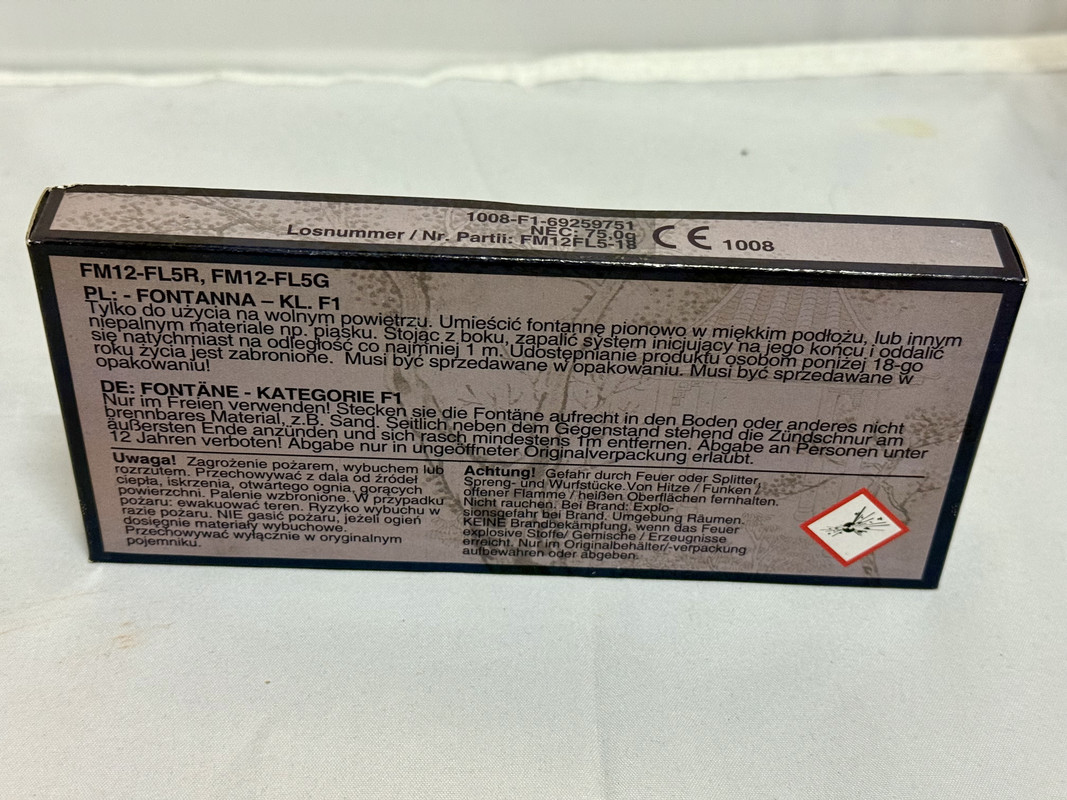 1008-F1-69259751
NEC: 75.0g
Losnummer / Nr. Partii: FM12FL5-18
CE 1008
FM12-FL5R, FM12-FL5G
PL: - FONTANNA – KL. F1
Tylko do użycia na wolnym powietrzu. Umieścić fontannę pionowo w miękkim podłożu, lub innym
niepalnym materiale np. piasku. Stojąc z boku, zapalić system inicjujący na jego końcu i oddalić
się natychmiast na odległość co najmniej 1 m. Udostępnianie produktu osobom poniżej 18-go
roku życia jest zabronione. Musi być sprzedawane w opakowaniu. Musi być sprzedawane w
opakowaniu!
DE: FONTÄNE - KATEGORIE F1
Nur im Freien verwenden! Stecken sie die Fontäne aufrecht in den Boden oder anderes nicht
brennbares Material, z.B. Sand. Seitlich neben dem Gegenstand stehend die Zündschnur am
äußersten Ende anzünden und sich rasch mindestens 1m entfernen. Abgabe an Personen unter
12 Jahren verboten! Abgabe nur in ungeöffneter Originalverpackung erlaubt.
Uwaga! Zagrożenie pożarem, wybuchem lub
rozrzutem. Przechowywać z dala od źródeł
ciepła, iskrzenia, otwartego ognia, gorących
powierzchni. Palenie wzbronione. W przypadku
pożaru: ewakuować teren. Ryzyko wybuchu w
razie pożaru. NIE gasić pożaru, jeżeli ogień
dosięgnie materiały wybuchowe.
Przechowywać wyłącznie w oryginalnym
pojemniku.
Achtung! Gefahr durch Feuer oder Splitter,
Spreng- und Wurfstücke.Von Hitze / Funken /
offener Flamme / heißen Oberflächen fernhalten.
Nicht rauchen. Bei Brand: Explo-
sionsgefahr bei Brand. Umgebung Räumen.
KEINE Brandbekämpfung, wenn das Feuer
explosive Stoffe/ Gemische / Erzeugnisse
erreicht. Nur im Originalbehälter/-verpackung
aufbewahren oder abgeben.